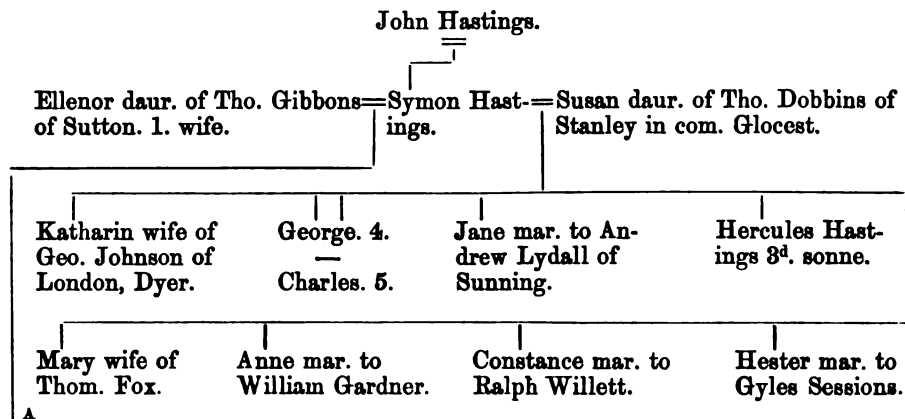 John Hastings.
Ellenor daur. of Tho. Gibbons=Symon Hast-=Susan daur. of Tho. Dobbins of
of Sutton. 1. wife. ings. Stanley in com. Glocest.
Katharin wife of George. 4. Jane mar. to An- Hercules Hast-
Geo. Johnson of — drew Lydall of ings 3d. sonne.
London, Dyer. Charles. 5. Sunning.
Mary wife of Anne mar. to Constance mar. to Hester mar. to
Thom. Fox. William Gardner. Ralph Willett. Gyles Sessions.
A